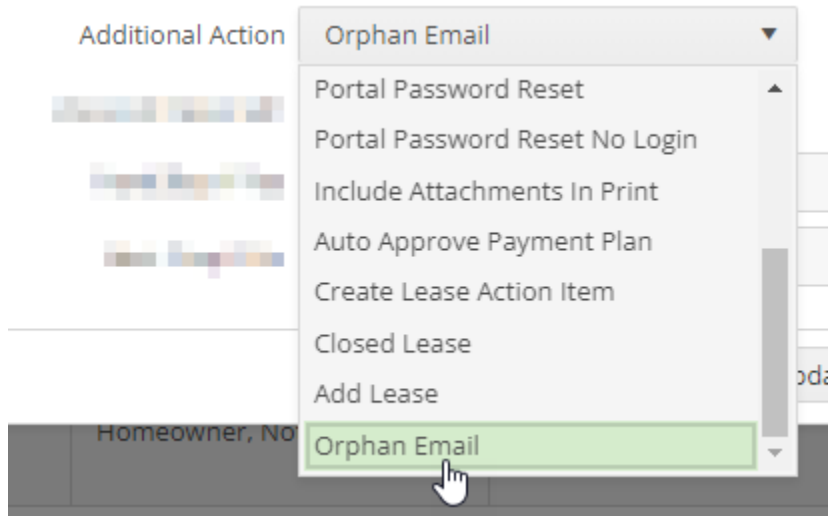 Additional Action
Orphan Email
Portal Password Reset
Portal Password Reset No Login
Include Attachments In Print
Auto Approve Payment Plan
Create Lease Action Item
Closed Lease
Add Lease
Homeowner,
Orphan Email